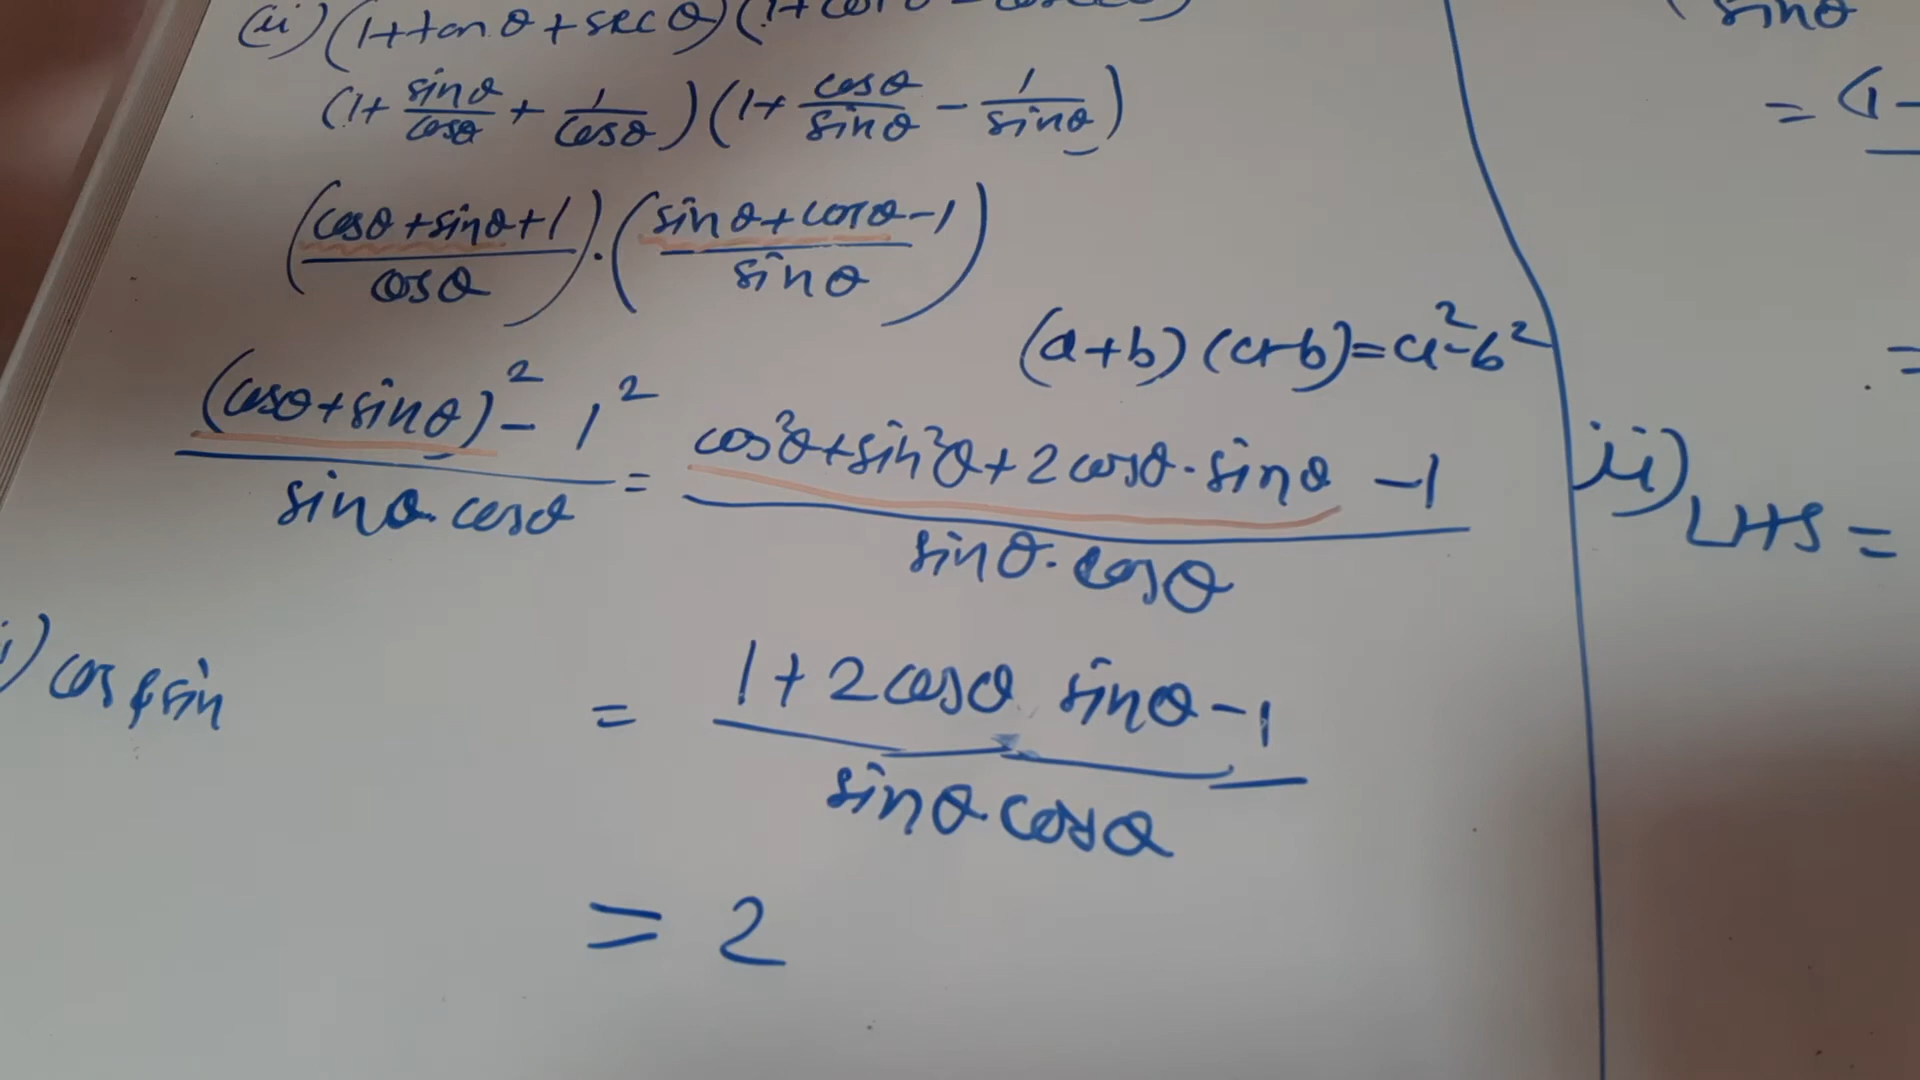 (ii) (1+tanθ+secθ)(1+cotθ-cosecθ)
(1+ sinθ/cosθ + 1/cosθ)(1+ cosθ/sinθ - 1/sinθ)
(cosθ+sinθ+1/cosθ).(sinθ+cosθ-1/sinθ)
(a+b)(a-b)=a²-b²
(cosθ+sinθ)²-1²/sinθ.cosθ = cos²θ+sin²θ+2cosθ.sinθ -1/sinθ.cosθ
i) cos & sin
= 1+2cosθ sinθ-1/sinθ.cosθ
= 2
sinθ
= (1-
=
ii) LHS =